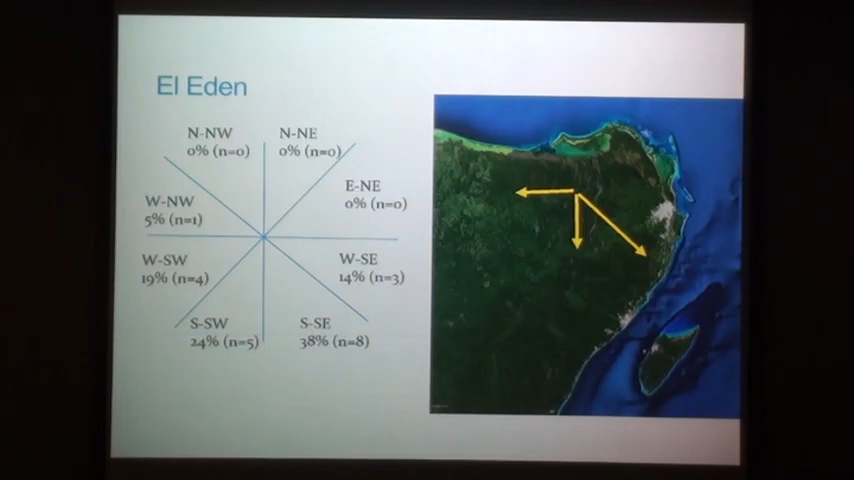 El Eden
N-NW
0% (n=0)
N-NE
0% (n=0)
E-NE
0% (n=0)
W-NW
5% (n=1)
W-SW
19% (n=4)
W-SE
14% (n=3)
S-SW
24% (n=5)
S-SE
38% (n=8)